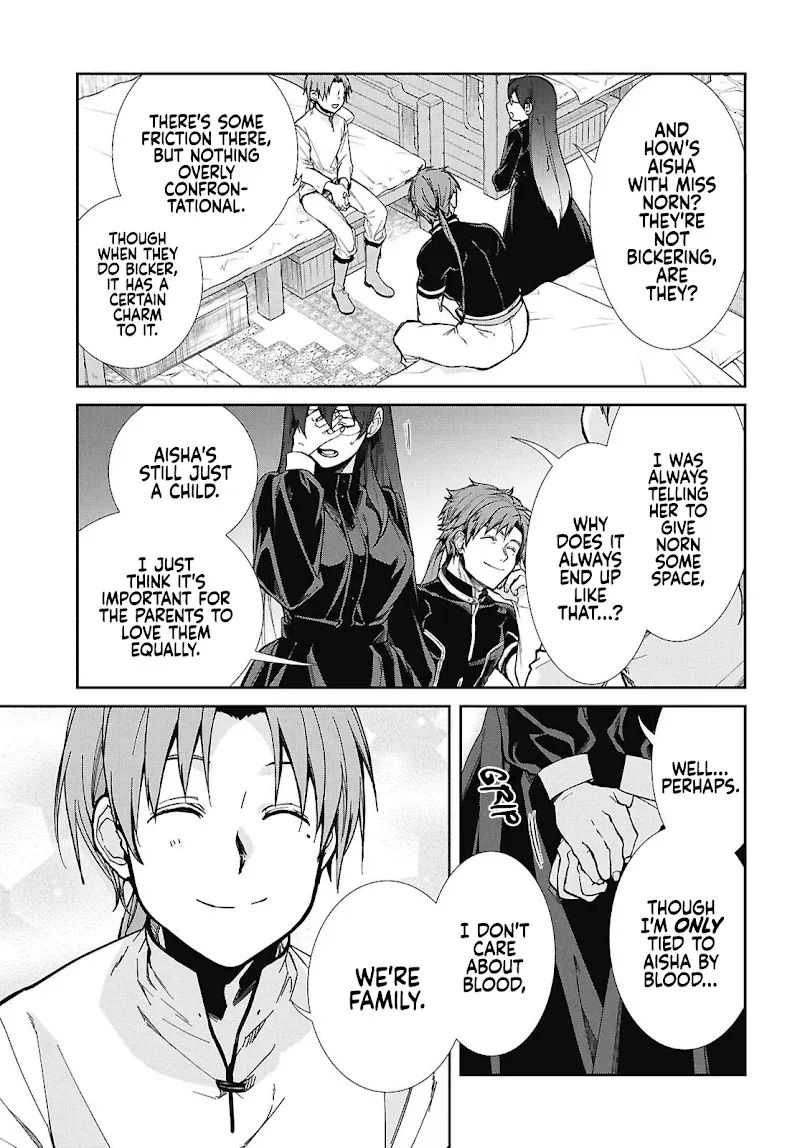 AND
HOW'S
AISHA
WITH MISS
NORN?
THEY'RE
NOT
BICKERING,
ARE
THEY?
THERE'S SOME
FRICTION THERE,
BUT NOTHING
OVERLY
CONFRON-
TATIONAL.
THOUGH
WHEN THEY
DO BICKER,
IT HAS A
CERTAIN
CHARM
TO IT.
I WAS
ALWAYS
TELLING
HER TO
GIVE
NORN
SOME
SPACE,
WHY
DOES IT
ALWAYS
END UP
LIKE
THAT...?
AISHA'S
STILL JUST
A CHILD.
I JUST
THINK IT'S
IMPORTANT FOR
THE PARENTS TO
LOVE THEM
EQUALLY.
WELL...
PERHAPS.
GRIP
THOUGH
I'M ONLY
TIED TO
AISHA BY
BLOOD...
I DON'T
CARE
ABOUT
BLOOD,
WE'RE
FAMILY.